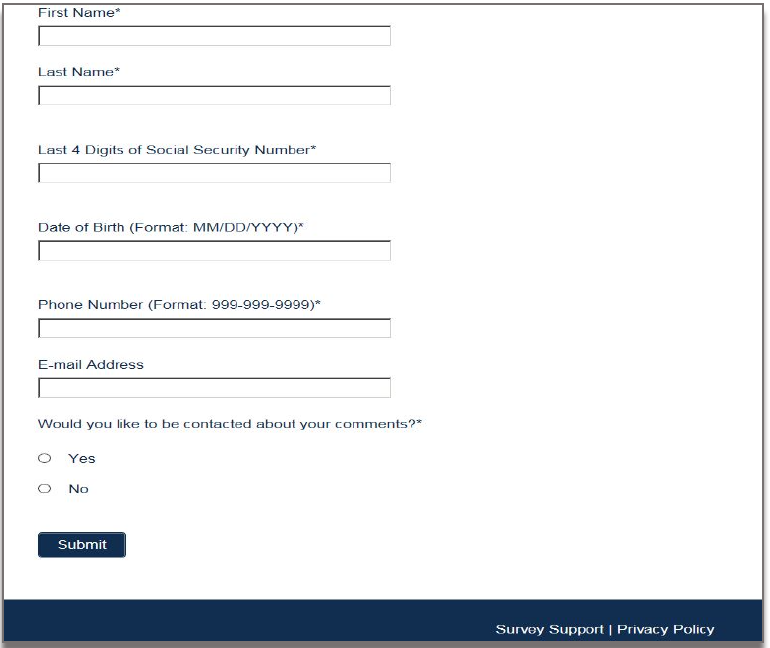 First Name*
Last Name*
Last 4 Digits of Social Security Number*
Date of Birth (Format: MM/DD/YYYY)*
Phone Number (Format: 999-999-9999)*
E-mail Address
Would you like to be contacted about your comments?*
Yes
No
Submit
Survey Support | Privacy Policy